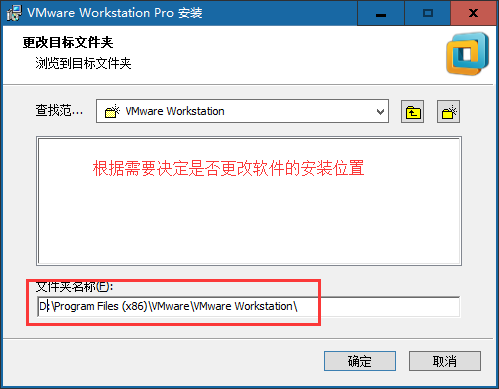 VMware Workstation Pro 安装
更改目标文件夹
浏览到目标文件夹
查找范...
VMware Workstation
根据需要决定是否更改软件的安装位置
文件夹名称(F):
D:\Program Files (x86)\VMware\VMware Workstation\
确定
取消